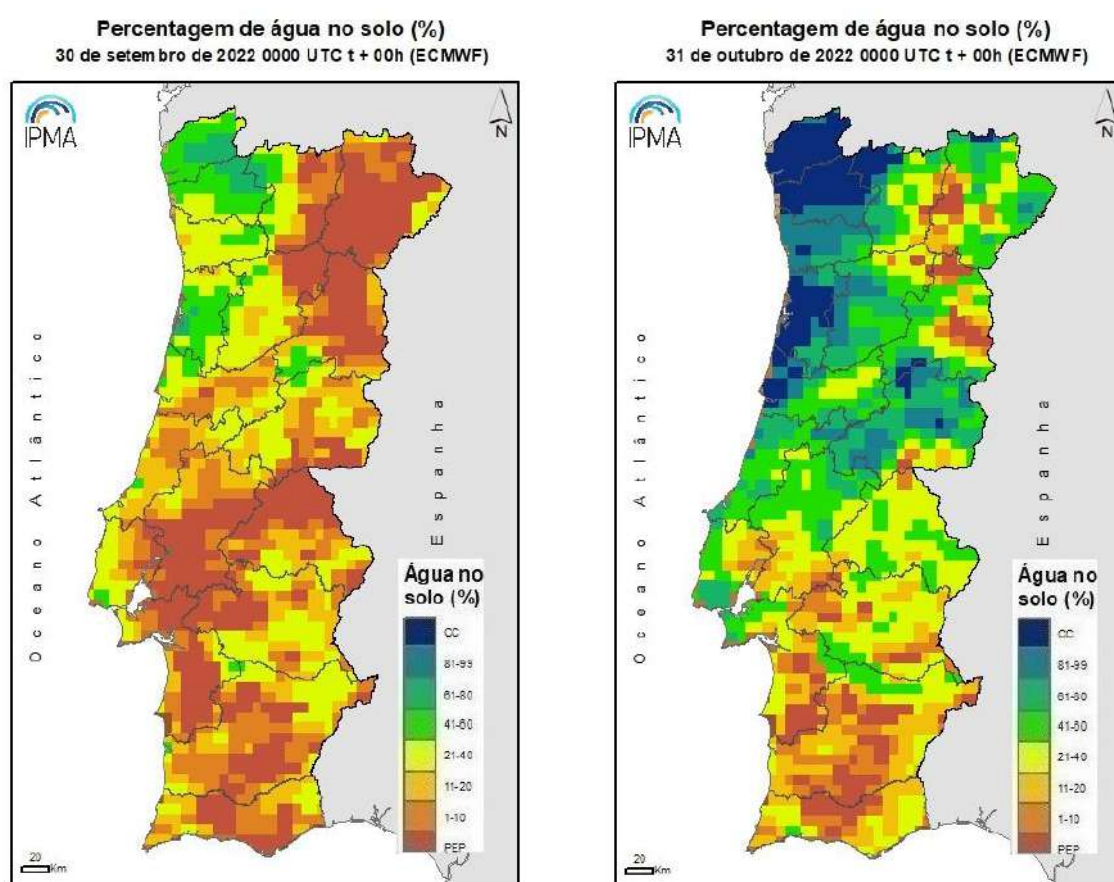 Percentagem de água no solo (%)
30 de setembro de 2022 0000 UTC t + 00h (ECMWF)
IPMA
N
Oceano Atlântico
Espanha
Água no
solo (%)
CC
81-99
61-80
41-60
21-40
11-20
1-10
PEP
20
Km
Percentagem de água no solo (%)
31 de outubro de 2022 0000 UTC t + 00h (ECMWF)
IPMA
N
Oceano Atlântico
Espanha
Água no
solo (%)
CC
81-99
61-80
41-60
21-40
11-20
1-10
PEP
20
Km